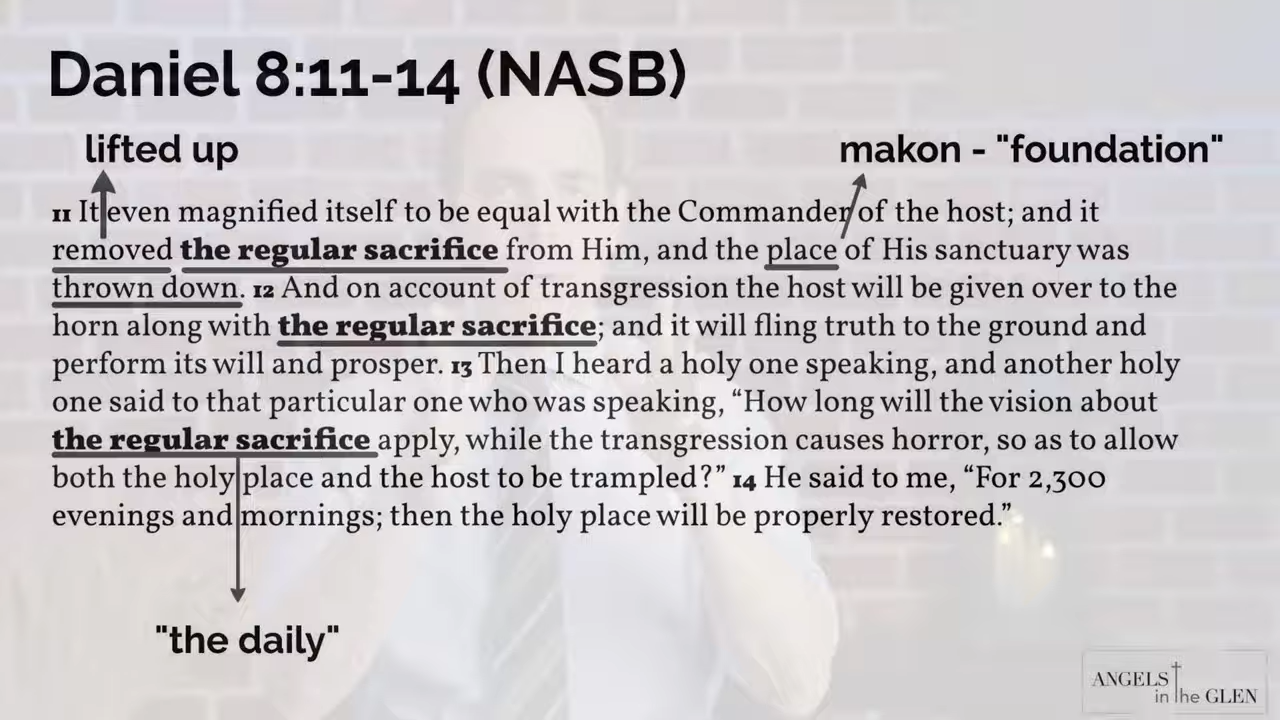 Daniel 8:11-14 (NASB)
lifted up
makon - "foundation"
11 It even magnified itself to be equal with the Commander of the host; and it
removed the regular sacrifice from Him, and the place of His sanctuary was
thrown down. 12 And on account of transgression the host will be given over to the
horn along with the regular sacrifice; and it will fling truth to the ground and
perform its will and prosper. 13 Then I heard a holy one speaking, and another holy
one said to that particular one who was speaking, “How long will the vision about
the regular sacrifice apply, while the transgression causes horror, so as to allow
both the holy place and the host to be trampled?” 14 He said to me, “For 2,300
evenings and mornings; then the holy place will be properly restored.”
"the daily"
ANGELS
in the GLEN